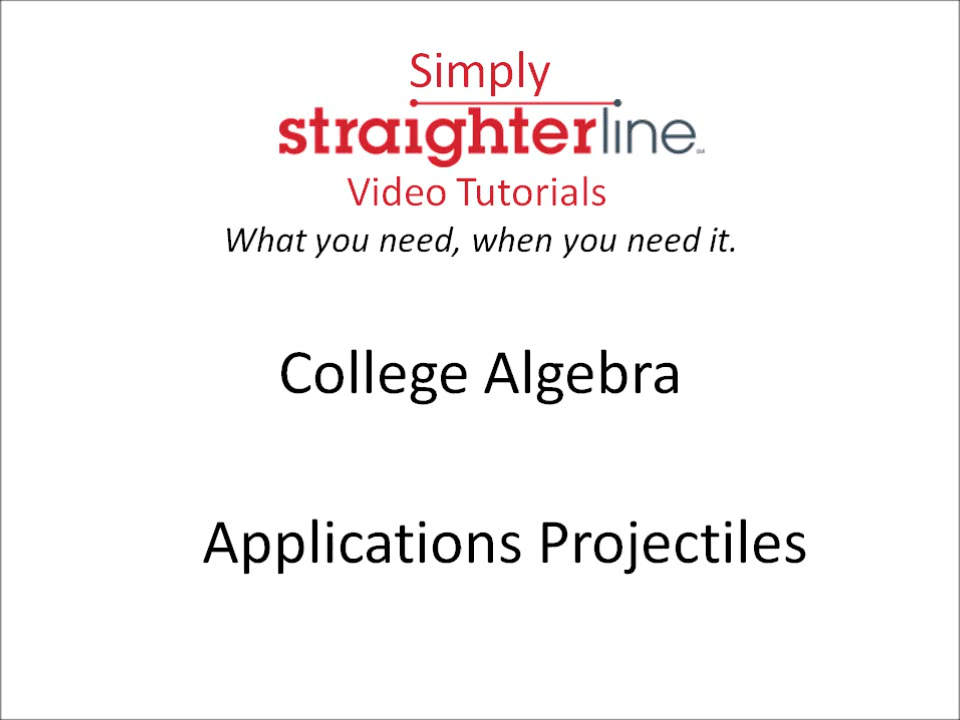 Simply
straighterline
Video Tutorials
What you need, when you need it.
College Algebra
Applications Projectiles